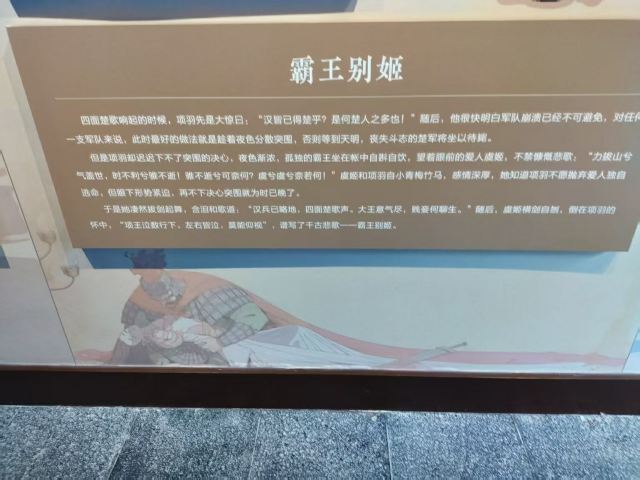 霸王别姬
四面楚歌响起的时候，项羽先是大惊曰：“汉皆已得楚乎？是何楚人之多也！”随后，他很快明白军队崩溃已经不可避免，对任何
一支军队来说，此时最好的做法就是趁着夜色分散突围，否则等到天明，丧失斗志的楚军将坐以待毙。
但是项羽却迟迟下不了突围的决心，夜色渐浓，孤独的霸王坐在帐中自斟自饮，望着眼前的爱人虞姬，不禁慷慨悲歌：“力拔山兮
气盖世，时不利兮骓不逝！骓不逝兮可奈何？虞兮虞兮奈若何！”虞姬和项羽自小青梅竹马，感情深厚，她知道项羽不愿抛弃爱人独自
逃命，但眼下形势紧迫，再不下决心突围就为时已晚了。
于是她凄然拔剑起舞，含泪和歌道：“汉兵已略地，四面楚歌声。大王意气尽，贱妾何聊生。”随后，虞姬横剑自刎，倒在项羽的
怀中，“项王泣数行下，左右皆泣，莫能仰视”，谱写了千古悲歌——霸王别姬。